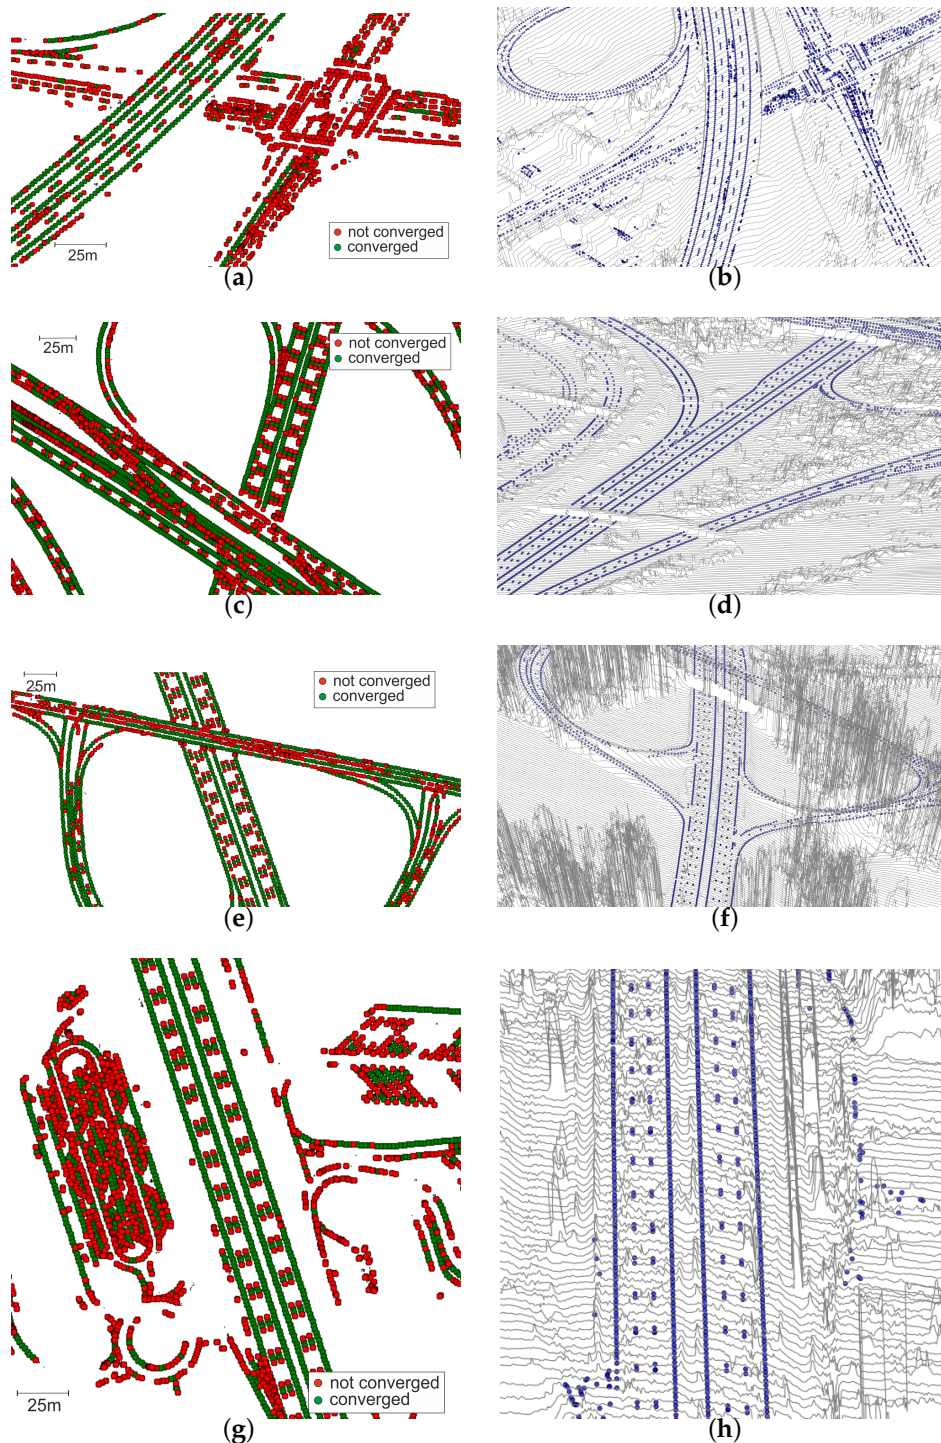 not converged
converged
25m
(a)
(b)
25m
not converged
converged
(c)
(d)
25m
not converged
converged
(e)
(f)
not converged
converged
25m
(g)
(h)